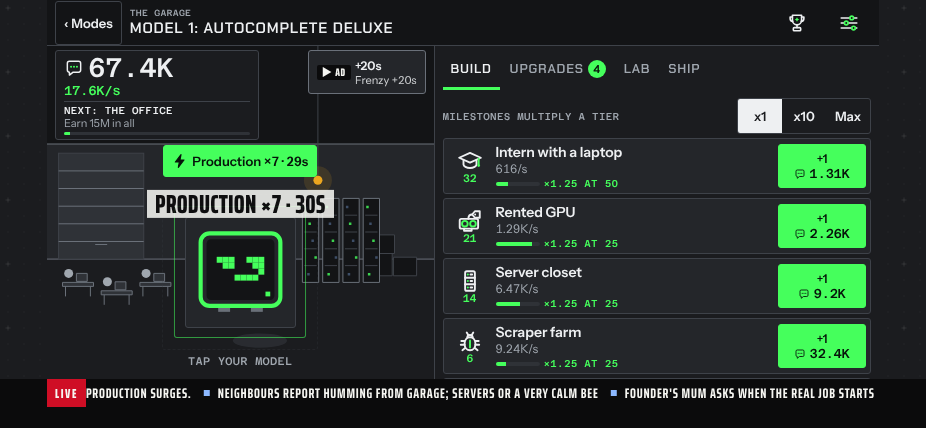 ‹ Modes
THE GARAGE
MODEL 1: AUTOCOMPLETE DELUXE
67.4K
17.6K/s
NEXT: THE OFFICE
Earn 15M in all
AD
+20s
Frenzy +20s
Production ×7 · 29s
PRODUCTION ×7 · 30S
TAP YOUR MODEL
BUILD
UPGRADES 4
LAB
SHIP
MILESTONES MULTIPLY A TIER
x1
x10
Max
Intern with a laptop
616/s
32
×1.25 AT 50
+1
1.31K
Rented GPU
1.29K/s
21
×1.25 AT 25
+1
2.26K
Server closet
6.47K/s
14
×1.25 AT 25
+1
9.2K
Scraper farm
9.24K/s
6
×1.25 AT 25
+1
32.4K
LIVE PRODUCTION SURGES. ■ NEIGHBOURS REPORT HUMMING FROM GARAGE; SERVERS OR A VERY CALM BEE ■ FOUNDER'S MUM ASKS WHEN THE REAL JOB STARTS